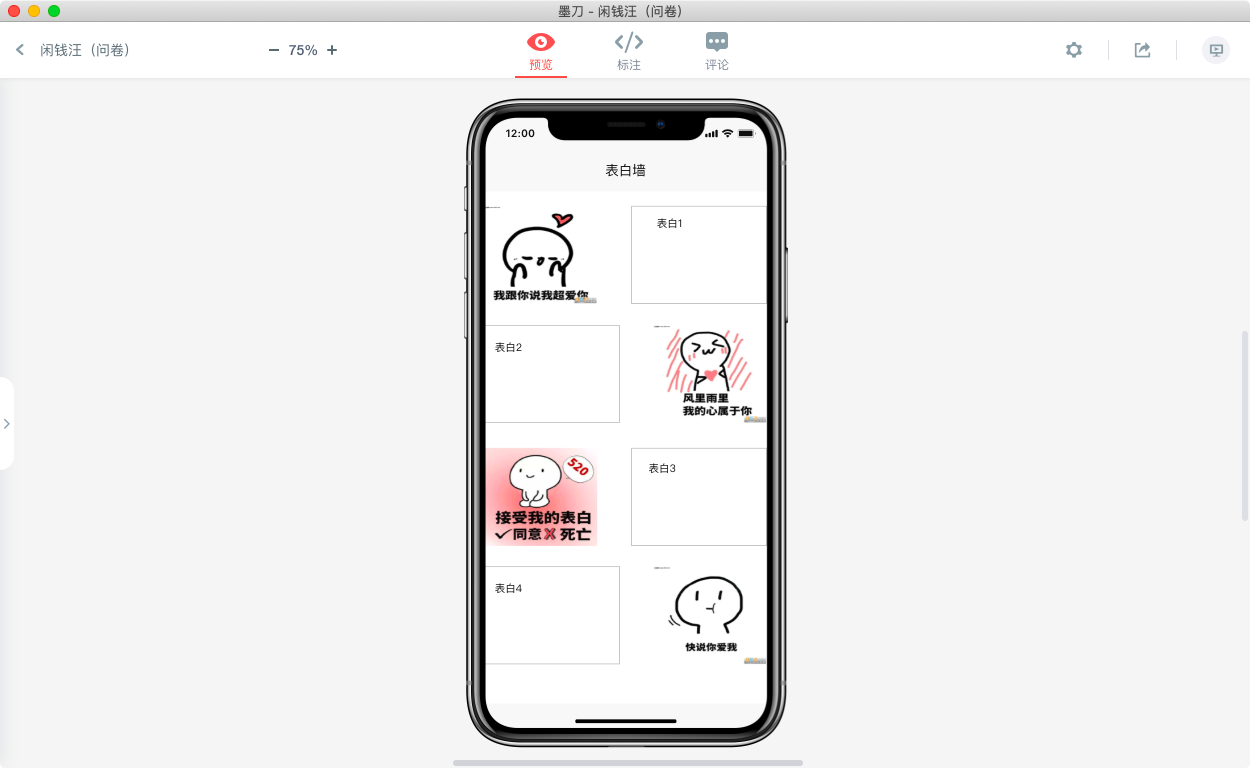 墨刀 - 闲钱汪（问卷）
闲钱汪（问卷）
75%
预览
标注
评论
12:00
表白墙
我跟你说我超爱你
表白1
表白2
风里雨里
我的心属于你
520
接受我的表白
同意 X 死亡
表白3
表白4
快说你爱我